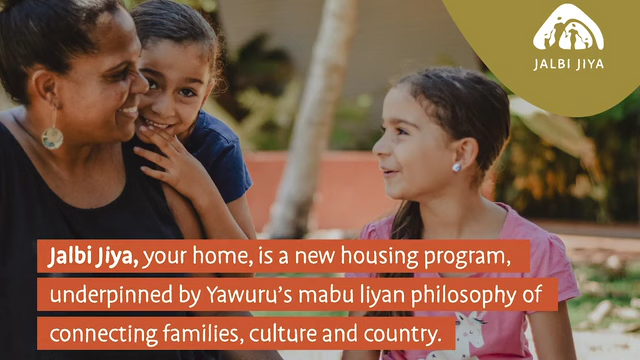 JALBI JIYA
Jalbi Jiya, your home, is a new housing program,
underpinned by Yawuru's mabu liyan philosophy of
connecting families, culture and country.